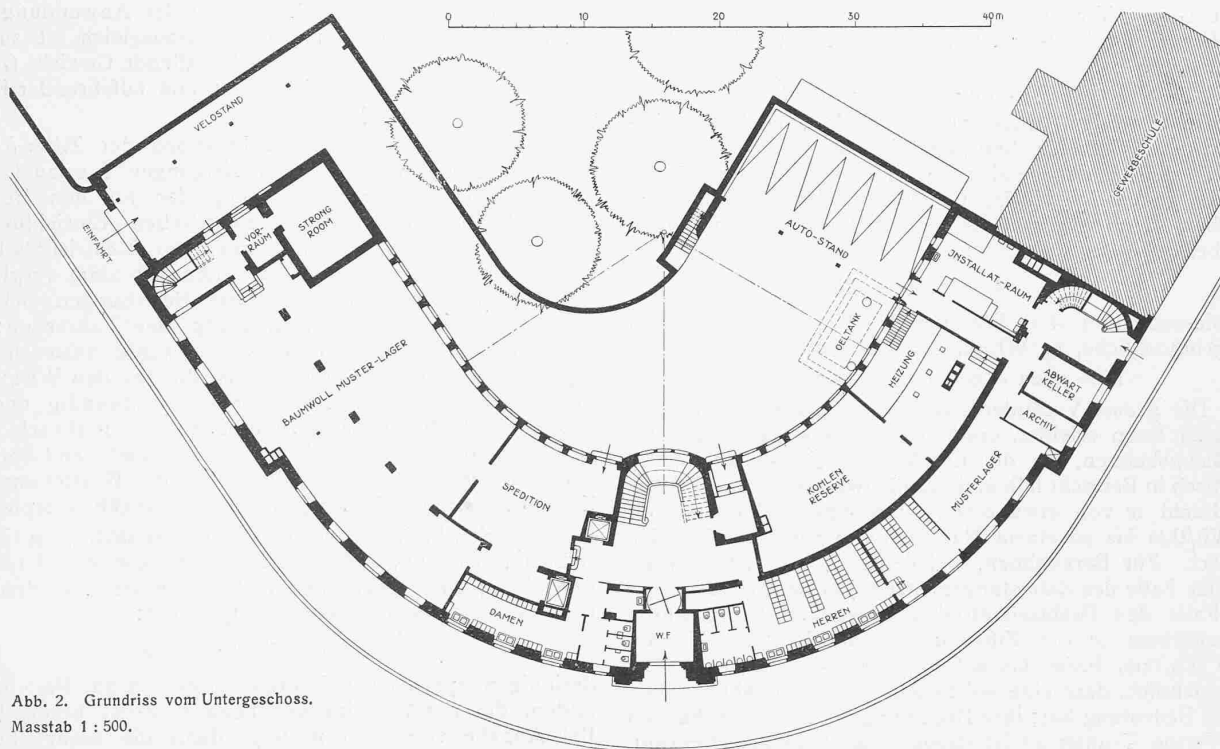 0 10 20 30 40 m
VELOSTAND
EINFAHRT
VOR-
RAUM
STRONG
ROOM
AUTO-STAND
GEWERBESCHULE
JNSTALLAT.-RAUM
OELTANK
HEIZUNG
ABWART
KELLER
ARCHIV
BAUMWOLL MUSTER-LAGER
SPEDITION
KOHLEN
RESERVE
MUSTERLAGER
DAMEN
W.F
HERREN
Abb. 2. Grundriss vom Untergeschoss.
Masstab 1 : 500.